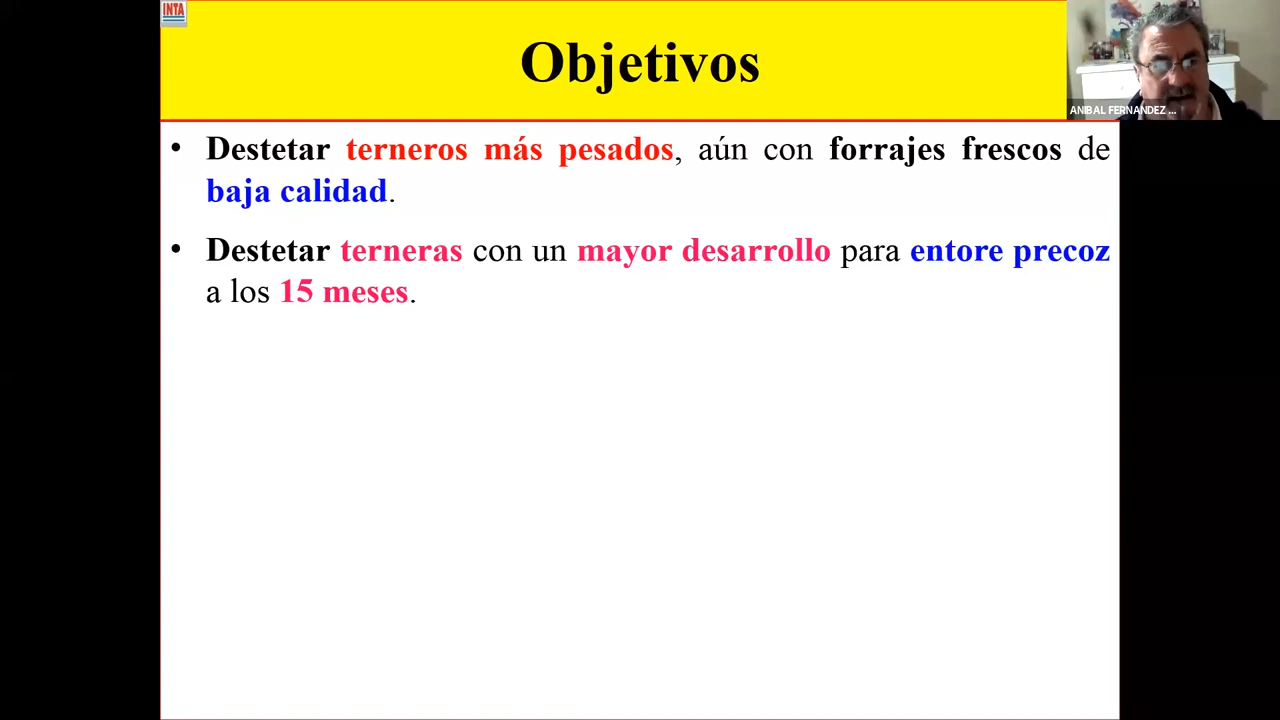 INTA
Objetivos
ANIBAL FERNANDEZ ...
• Destetar terneros más pesados, aún con forrajes frescos de
baja calidad.
• Destetar terneras con un mayor desarrollo para entore precoz
a los 15 meses.